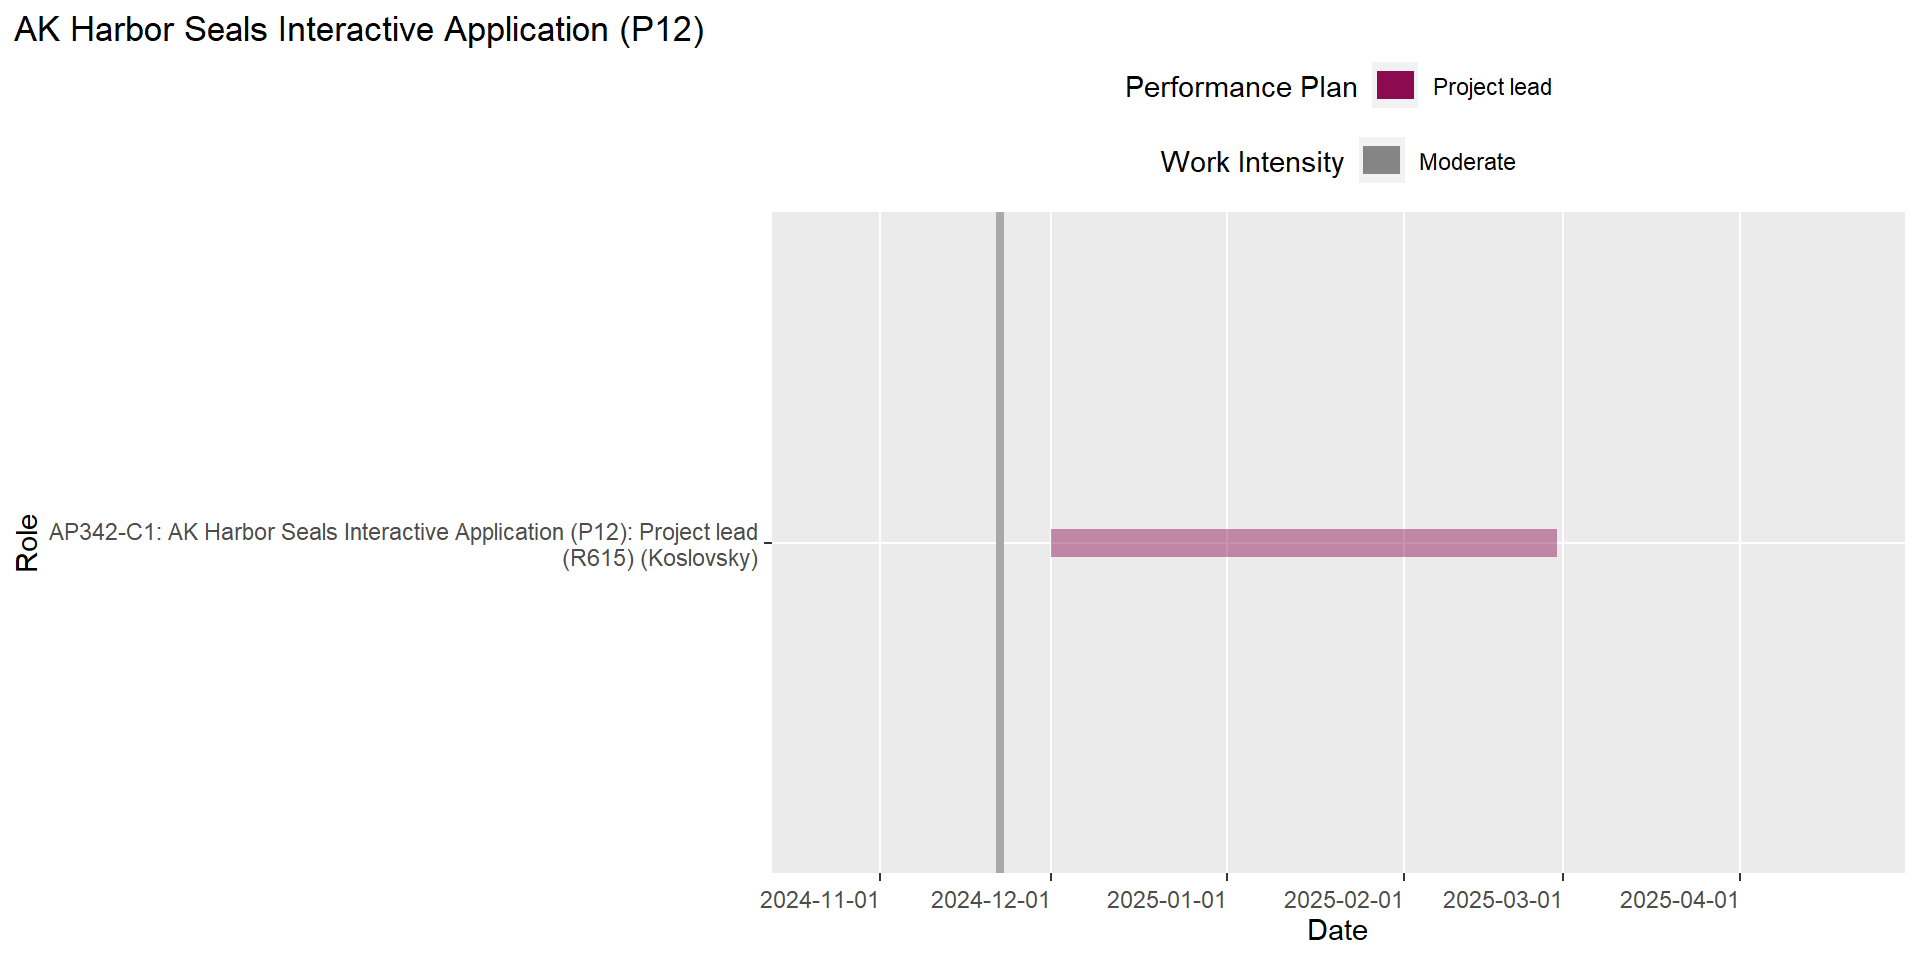 AK Harbor Seals Interactive Application (P12)
Performance Plan
Project lead
Work Intensity
Moderate
Role
AP342-C1: AK Harbor Seals Interactive Application (P12): Project lead
(R615) (Koslovsky)
2024-11-01
2024-12-01
2025-01-01
2025-02-01
2025-03-01
2025-04-01
Date